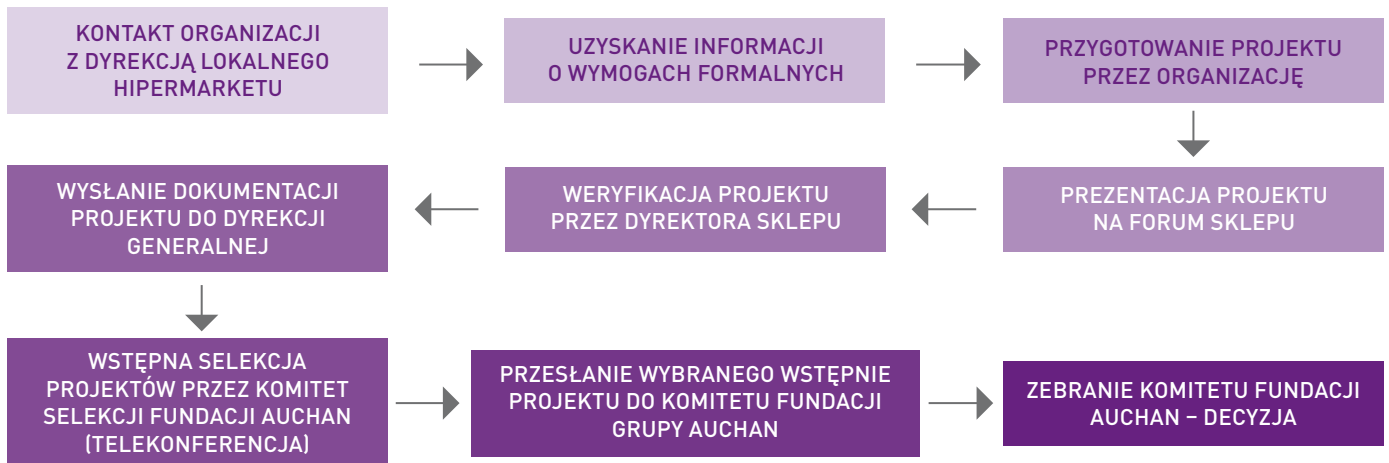 KONTAKT ORGANIZACJI
Z DYREKCJĄ LOKALNEGO
HIPERMARKETU
UZYSKANIE INFORMACJI
O WYMOGACH FORMALNYCH
PRZYGOTOWANIE PROJEKTU
PRZEZ ORGANIZACJĘ
PREZENTACJA PROJEKTU
NA FORUM SKLEPU
WERYFIKACJA PROJEKTU
PRZEZ DYREKTORA SKLEPU
WYSŁANIE DOKUMENTACJI
PROJEKTU DO DYREKCJI
GENERALNEJ
WSTĘPNA SELEKCJA
PROJEKTÓW PRZEZ KOMITET
SELEKCJI FUNDACJI AUCHAN
(TELEKONFERENCJA)
PRZESŁANIE WYBRANEGO WSTĘPNIE
PROJEKTU DO KOMITETU FUNDACJI
GRUPY AUCHAN
ZEBRANIE KOMITETU FUNDACJI
AUCHAN – DECYZJA